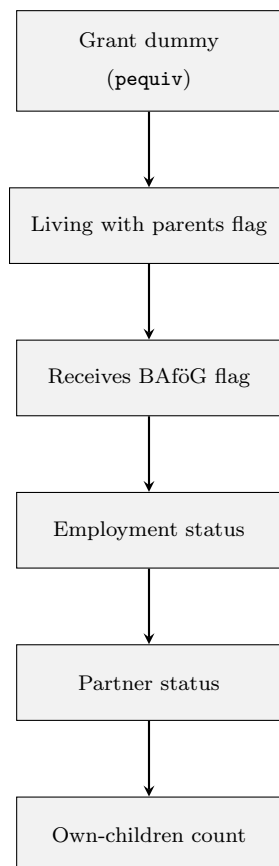 Grant dummy
(pequiv)
Living with parents flag
Receives BAföG flag
Employment status
Partner status
Own-children count